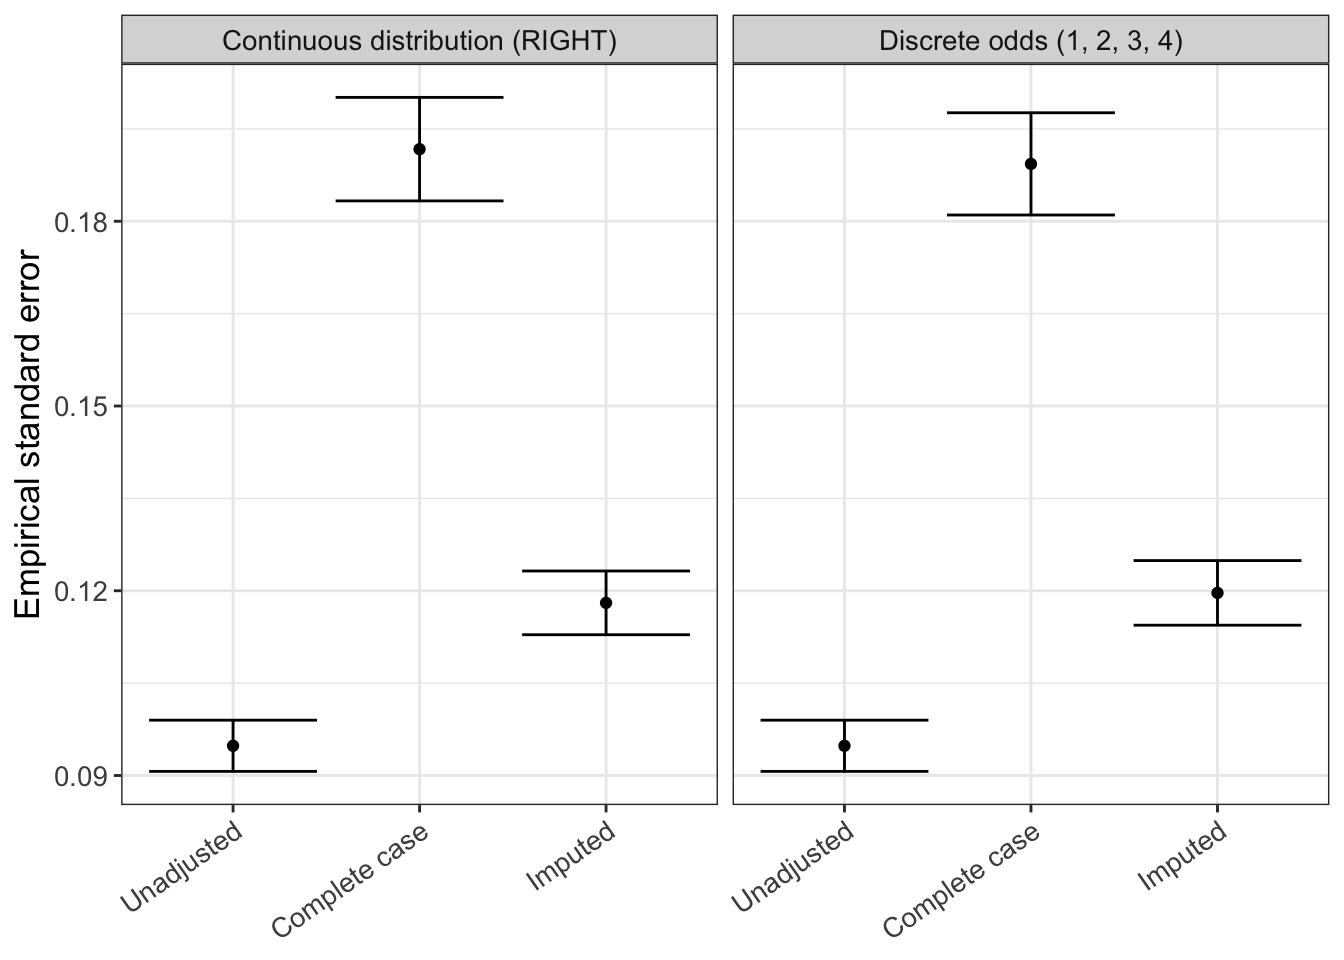 Continuous distribution (RIGHT)
Discrete odds (1, 2, 3, 4)
Empirical standard error
0.18
0.15
0.12
0.09
Unadjusted
Complete case
Imputed
Unadjusted
Complete case
Imputed